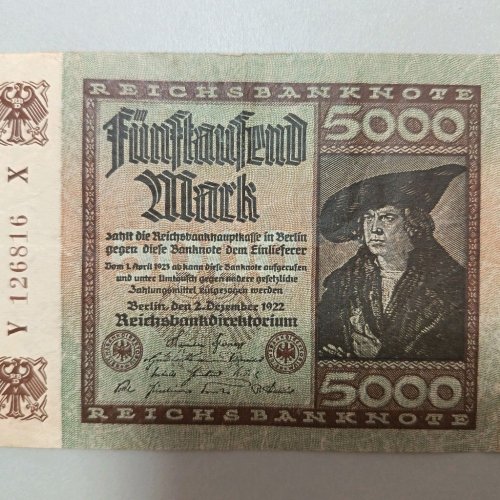 REICHSBANKNOTE
5000
Fünftausend
Mark
zahlt die Reichsbankhauptkasse in Berlin
gegen diese Banknote dem Einlieferer
Vom 1. April 1923 ab kann diese Banknote aufgerufen
und unter Umtausch gegen andere gesetzliche
Zahlungsmittel eingezogen werden
Berlin, den 2. Dezember 1922
Reichsbankdirektorium
5000
REICHSBANKNOTE
Y 126816 X